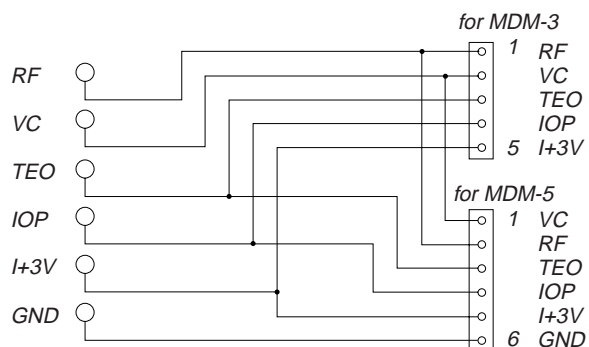 RF
VC
TEO
IOP
I+3V
GND
for MDM-3
1 RF
VC
TEO
IOP
5 I+3V
for MDM-5
1 VC
RF
TEO
IOP
I+3V
6 GND